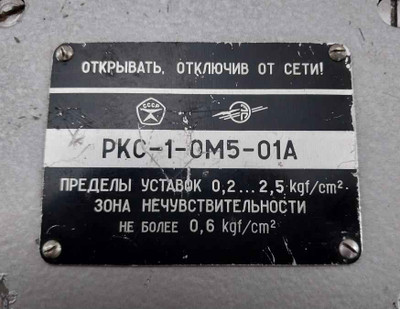 ОТКРЫВАТЬ, ОТКЛЮЧИВ ОТ СЕТИ!
СССР
РКС-1-ОМ5-01А
ПРЕДЕЛЫ УСТАВОК 0,2...2,5 kgf/cm².
ЗОНА НЕЧУВСТВИТЕЛЬНОСТИ
НЕ БОЛЕЕ 0,6 kgf/cm²